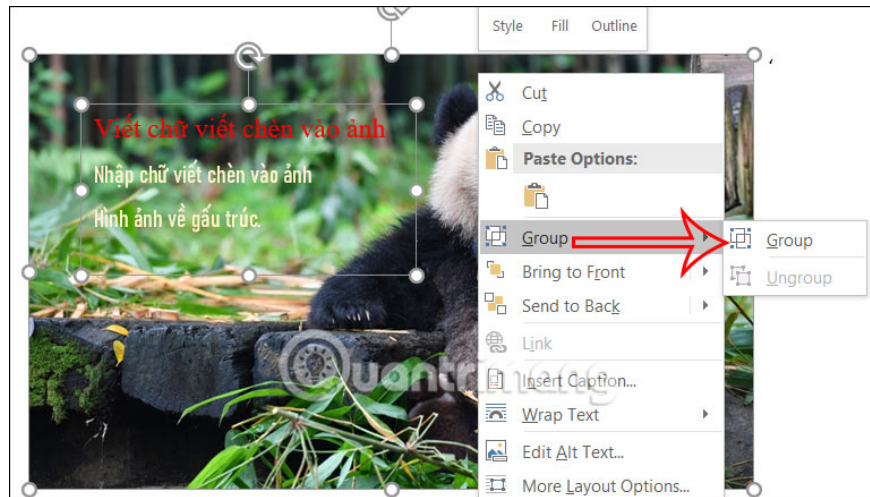 Style Fill Outline
Cut
Copy
Paste Options:
Group
Group
Bring to Front
Ungroup
Send to Back
Link
Insert Caption...
Wrap Text
Edit Alt Text...
More Layout Options...
Viết chữ viết chèn vào ảnh
Nhập chữ viết chèn vào ảnh
Hình ảnh về gấu trúc.
Quantrimang